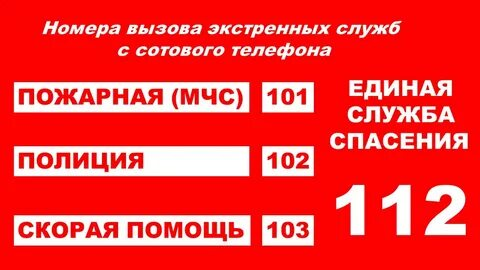 Номера вызова экстренных служб
с сотового телефона
ПОЖАРНАЯ (МЧС) 101
ПОЛИЦИЯ 102
СКОРАЯ ПОМОЩЬ 103
ЕДИНАЯ
СЛУЖБА
СПАСЕНИЯ
112